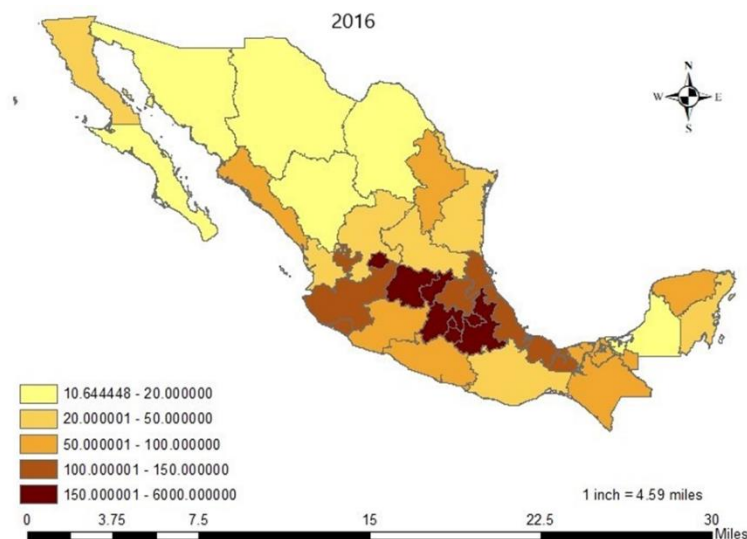 2016
N
W E
S
10.644448 - 20.000000
20.000001 - 50.000000
50.000001 - 100.000000
100.000001 - 150.000000
150.000001 - 6000.000000
1 inch = 4.59 miles
0 3.75 7.5 15 22.5 30
Miles